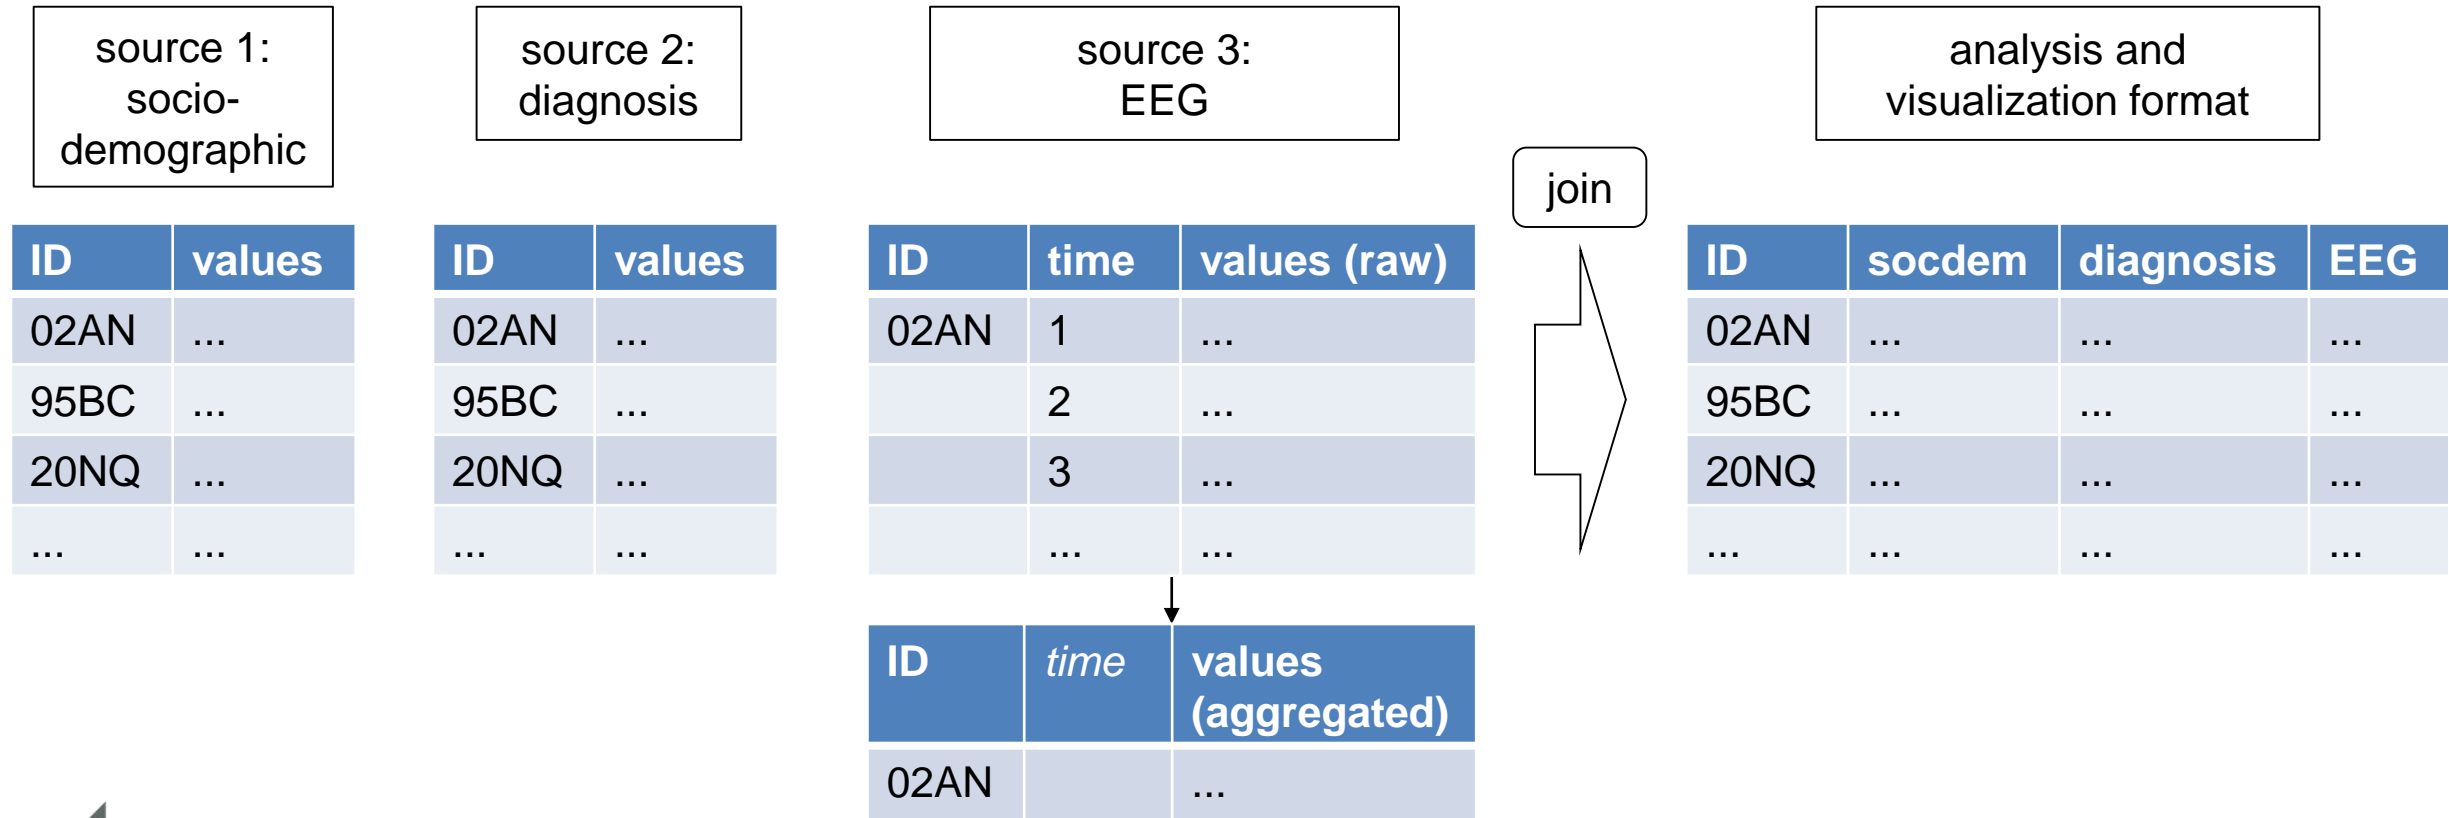 source 1:
socio-
demographic
source 2:
diagnosis
source 3:
EEG
analysis and
visualization format
join
ID values
02AN ...
95BC ...
20NQ ...
... ...
ID values
02AN ...
95BC ...
20NQ ...
... ...
ID time values (raw)
02AN 1 ...
2 ...
3 ...
... ...
ID time values
(aggregated)
02AN ...
ID socdem diagnosis EEG
02AN ... ... ...
95BC ... ... ...
20NQ ... ... ...
... ... ... ...